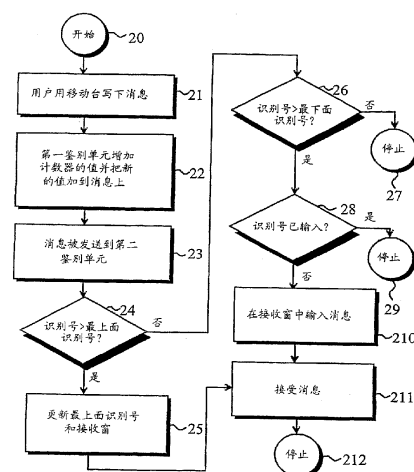 开始
20
用户用移动台写下消息
21
第一鉴别单元增加
计数器的值并把新
的值加到消息上
22
消息被发送到第二
鉴别单元
23
24
识别号>最上面
识别号?
否
是
更新最上面识别号
和接收窗
25
26
识别号>最下面
识别号?
否
停止
27
是
28
识别号已输入?
是
停止
29
否
在接收窗中输入消息
210
接受消息
211
停止
212